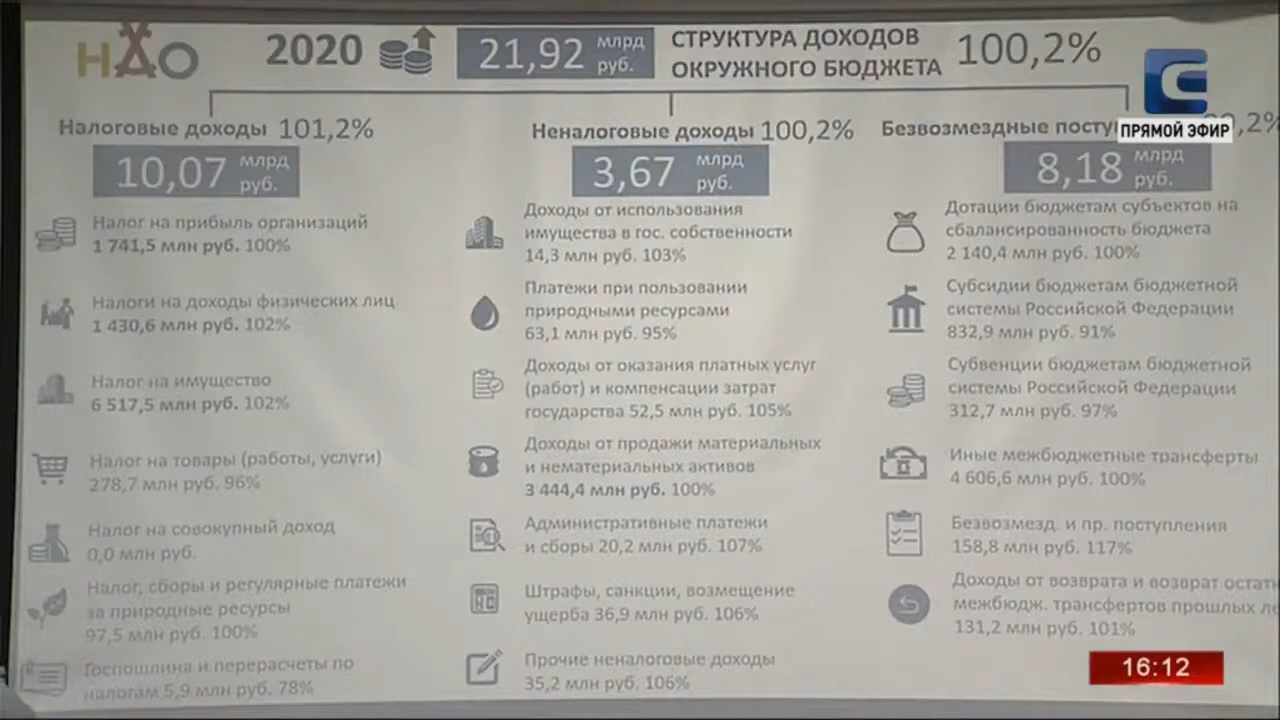 НАО
2020
21,92 млрд руб.
СТРУКТУРА ДОХОДОВ
ОКРУЖНОГО БЮДЖЕТА
100,2%
ПРЯМОЙ ЭФИР
Налоговые доходы 101,2%
10,07 млрд руб.
Налог на прибыль организаций
1 741,5 млн руб. 100%
Налоги на доходы физических лиц
1 430,6 млн руб. 102%
Налог на имущество
6 517,5 млн руб. 102%
Налог на товары (работы, услуги)
278,7 млн руб. 96%
Налог на совокупный доход
0,0 млн руб.
Налог, сборы и регулярные платежи
за природные ресурсы
97,5 млн руб. 100%
Госпошлина и перерасчеты по
налогам 5,9 млн руб. 78%
Неналоговые доходы 100,2%
3,67 млрд руб.
Доходы от использования
имущества в гос. собственности
14,3 млн руб. 103%
Платежи при пользовании
природными ресурсами
63,1 млн руб. 95%
Доходы от оказания платных услуг
(работ) и компенсации затрат
государства 52,5 млн руб. 105%
Доходы от продажи материальных
и нематериальных активов
3 444,4 млн руб. 100%
Административные платежи
и сборы 20,2 млн руб. 107%
Штрафы, санкции, возмещение
ущерба 36,9 млн руб. 106%
Прочие неналоговые доходы
35,2 млн руб. 106%
Безвозмездные
8,18 млрд руб.
Дотации бюджетам субъектов на
сбалансированность бюджета
2 140,4 млн руб. 100%
Субсидии бюджетам бюджетной
системы Российской Федерации
832,9 млн руб. 91%
Субвенции бюджетам бюджетной
системы Российской Федерации
312,7 млн руб. 97%
Иные межбюджетные трансферты
4 606,6 млн руб. 100%
Безвозмезд. и пр. поступления
158,8 млн руб. 117%
Доходы от возврата и возврат
межбюдж. трансфертов прошлых
131,2 млн руб. 101%
16:12